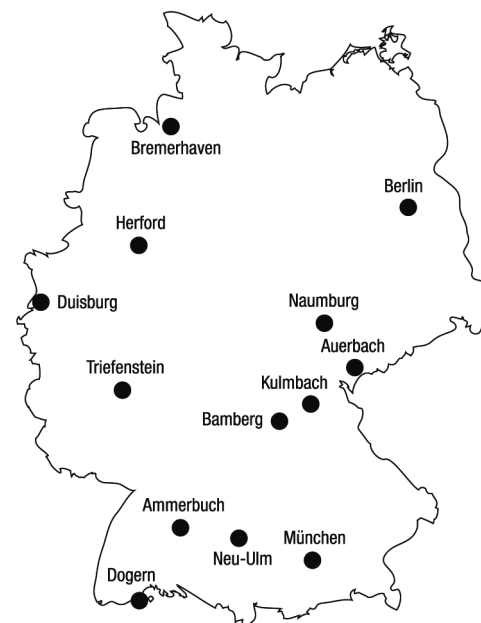 Bremerhaven
Berlin
Herford
Duisburg
Naumburg
Auerbach
Triefenstein
Kulmbach
Bamberg
Ammerbuch
Neu-Ulm
München
Dogern